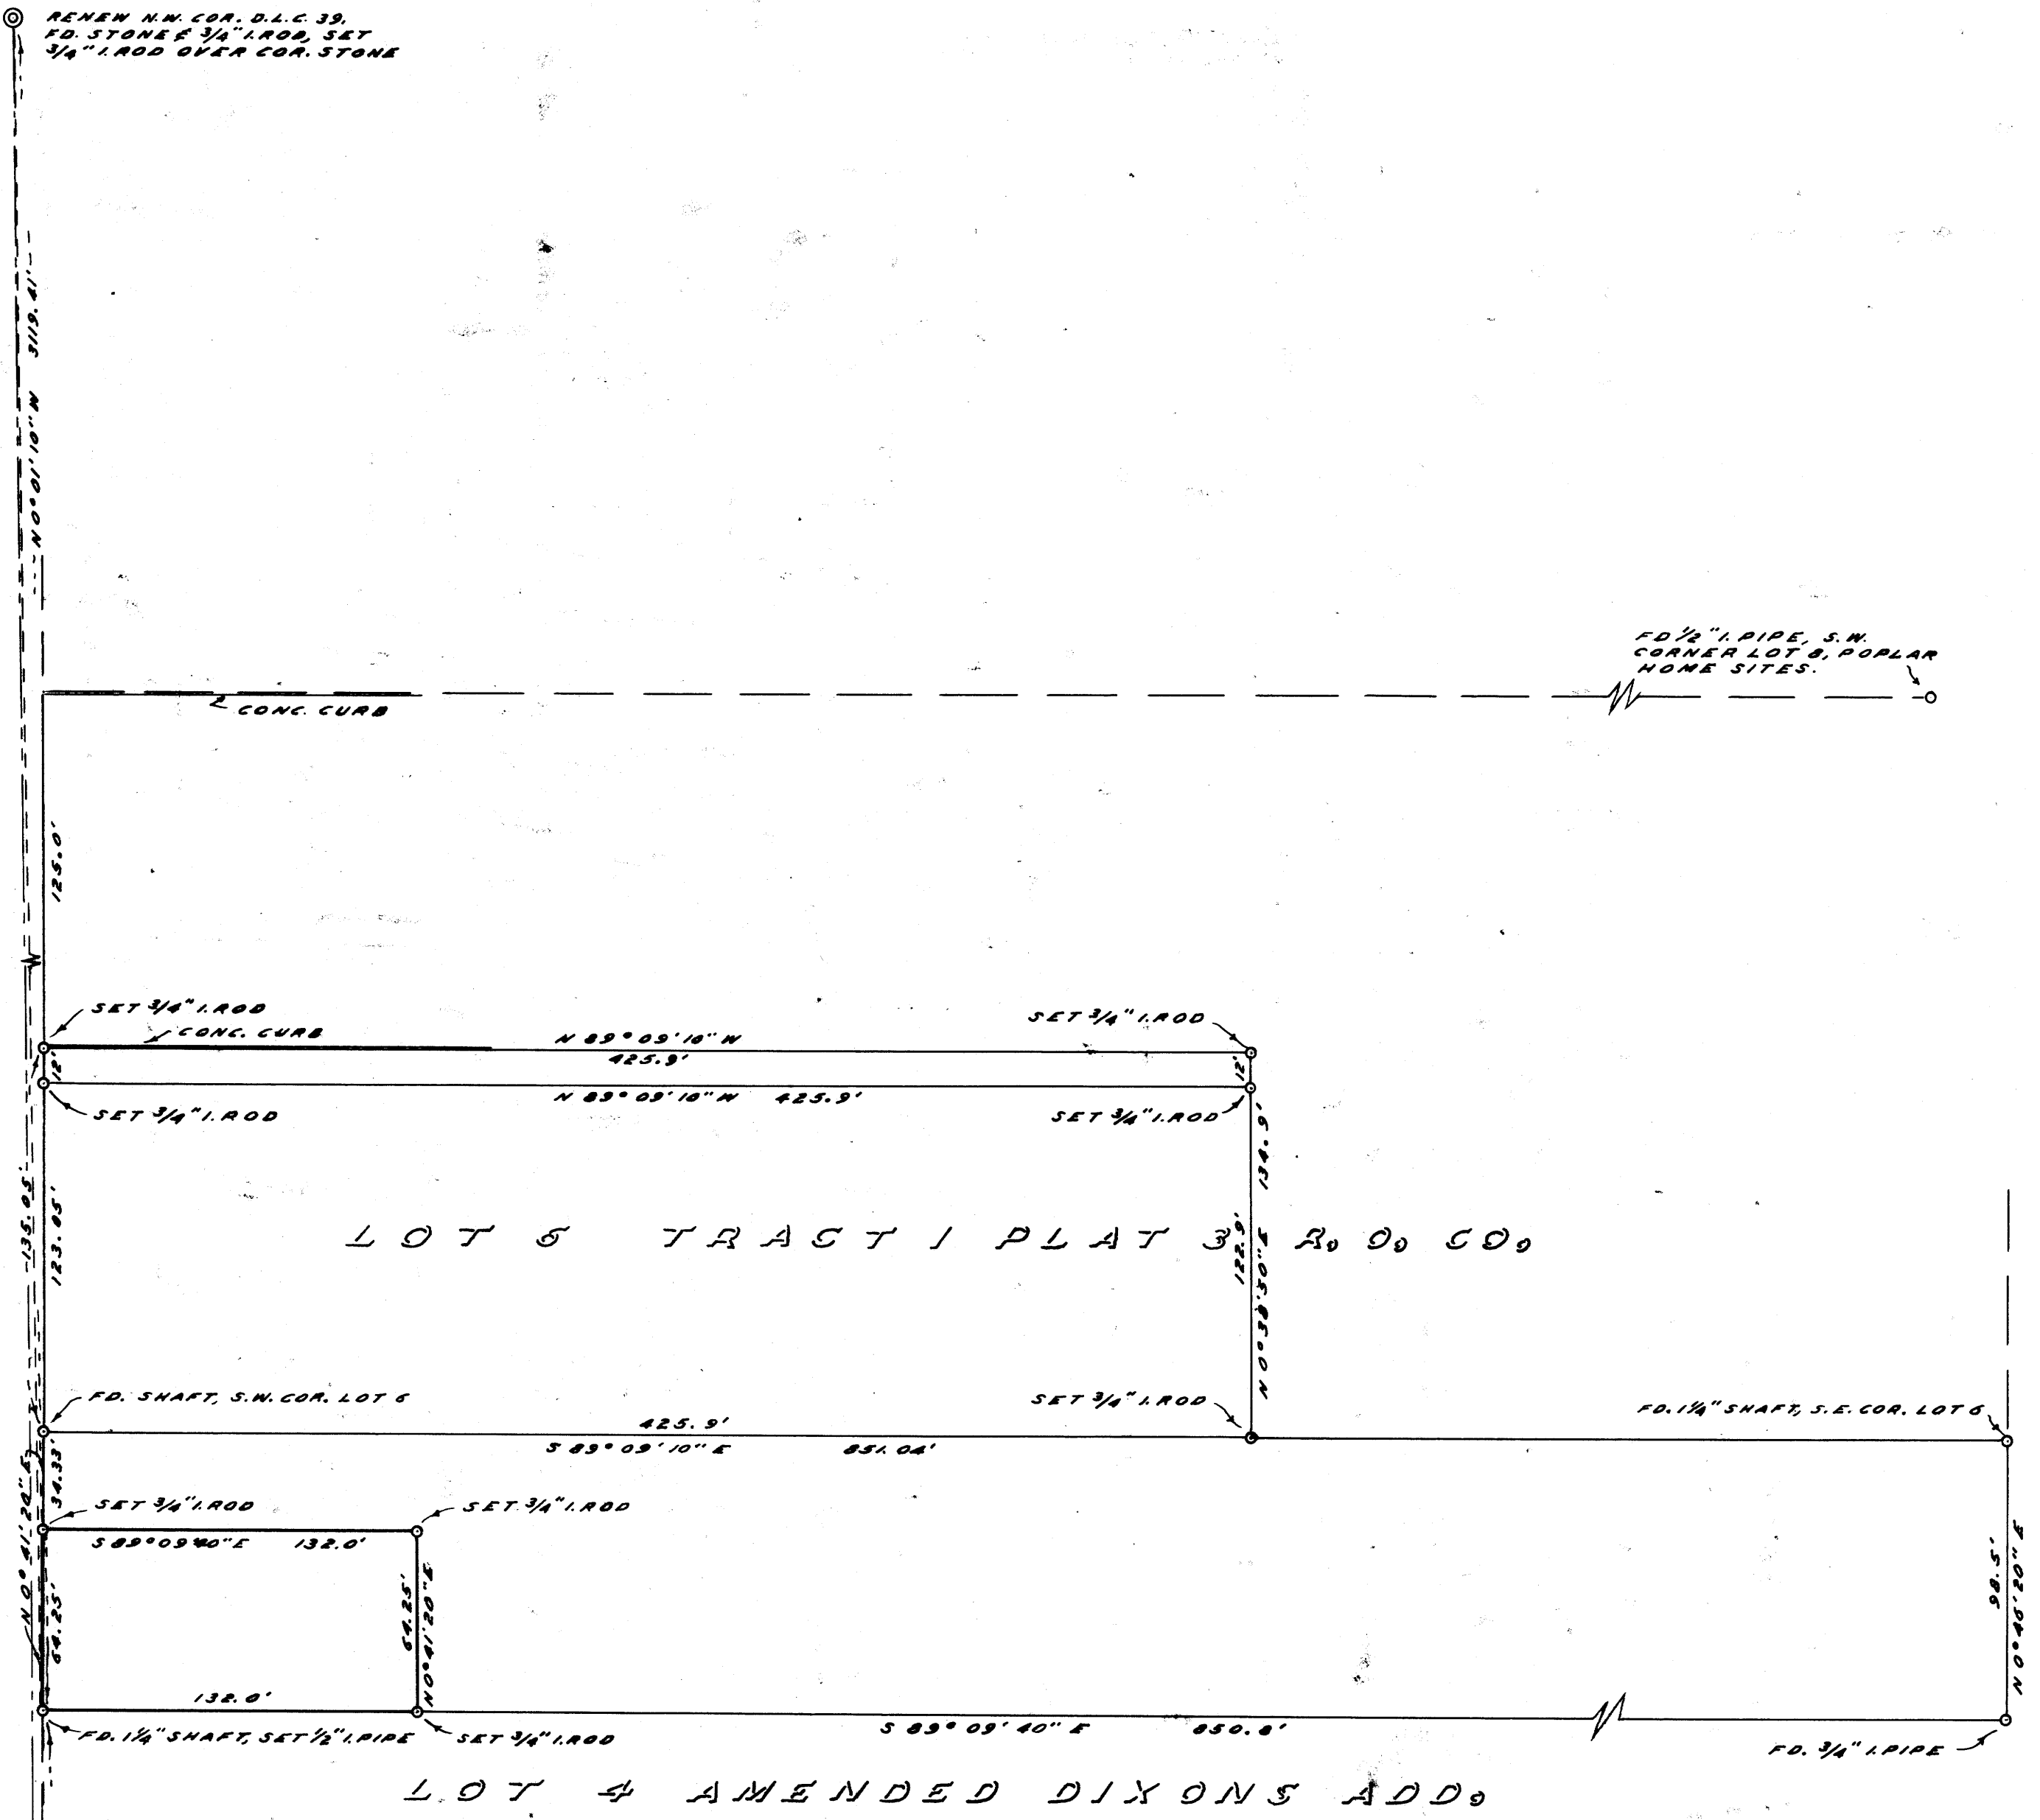 RENEW N.W. COR. D.L.C. 39,
FD. STONE & 3/4" I.ROD, SET
3/4" I.ROD OVER COR. STONE
N 0° 01' 10" W 3119.41'
FD 1/2" I. PIPE, S.W.
CORNER LOT 8, POPLAR
HOME SITES.
CONC. CURB
125.0'
SET 3/4" I.ROD
CONC. CURB
SET 3/4" I.ROD
N 89° 09' 10" W
425.9'
12'
12'
N 89° 09' 10" W 425.9'
SET 3/4" I.ROD
SET 3/4" I.ROD
134.9'
135.05'
123.05'
LOT 6 TRACT 1 PLAT 3 R. O. CO.
122.9'
N 0° 38' 50" E
FD. SHAFT, S.W. COR. LOT 6
SET 3/4" I.ROD
FD. 1 1/4" SHAFT, S.E. COR. LOT 6
425.9'
S 89° 09' 10" E 851.04'
34.33'
N 0° 41' 20" E
SET 3/4" I.ROD
SET 3/4" I.ROD
S 89° 09' 40" E 132.0'
64.25'
64.25'
N 0° 41' 20" E
98.5'
N 0° 46' 20" E
132.0'
FD. 1 1/4" SHAFT, SET 1/2" I.PIPE
SET 3/4" I.ROD
S 89° 09' 40" E 850.8'
FD. 3/4" I.PIPE
LOT 4 AMENDED DIXONS ADD.